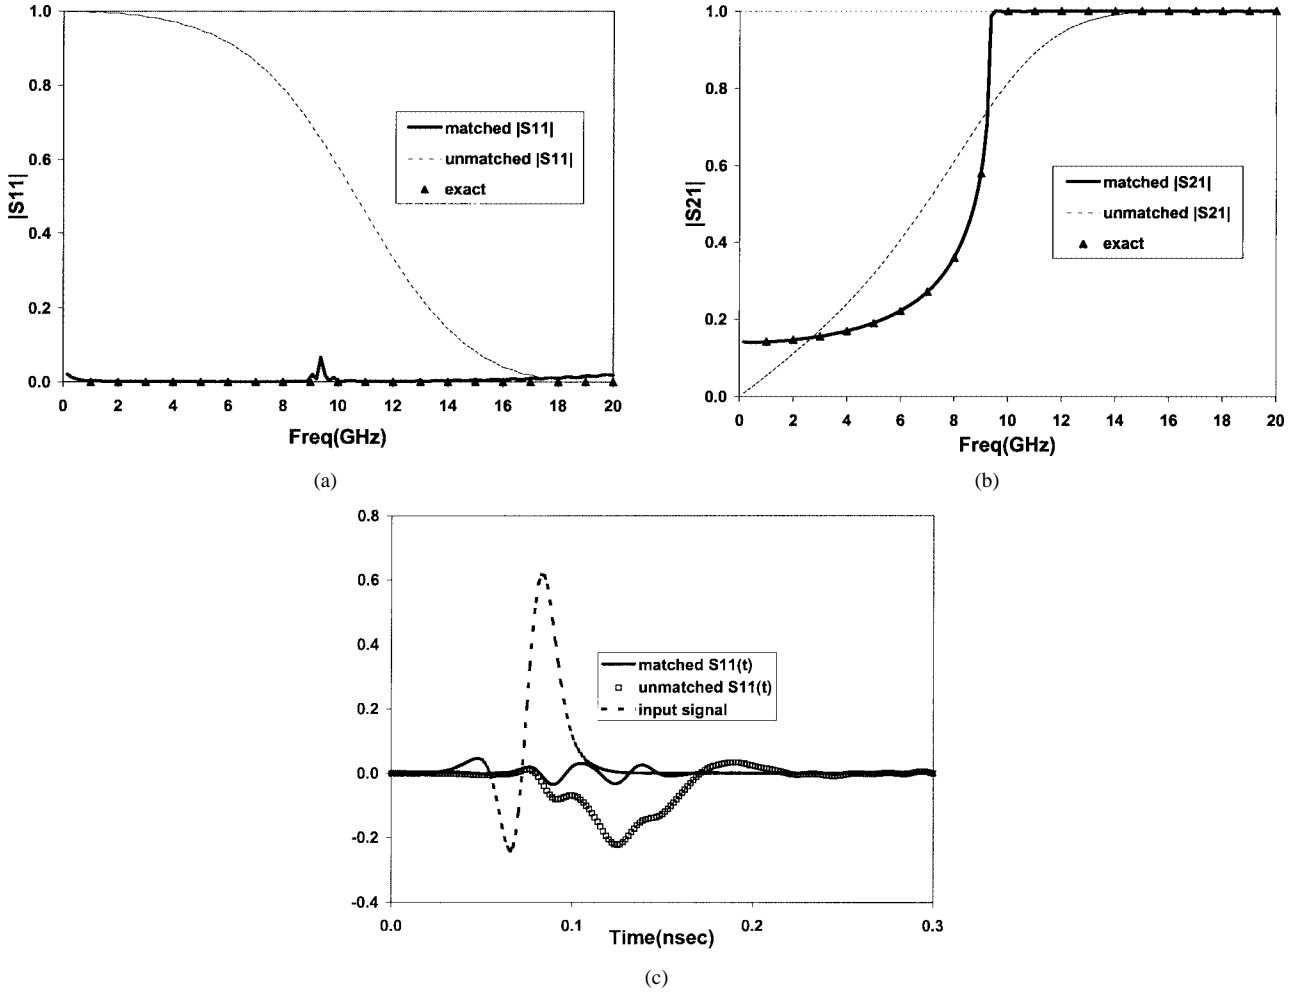 1.0
0.8
0.6
0.4
0.2
0.0
|S11|
matched |S11|
unmatched |S11|
exact
0 2 4 6 8 10 12 14 16 18 20
Freq(GHz)
(a)
1.0
0.8
0.6
0.4
0.2
0.0
|S21|
matched |S21|
unmatched |S21|
exact
0 2 4 6 8 10 12 14 16 18 20
Freq(GHz)
(b)
0.8
0.6
0.4
0.2
0.0
-0.2
-0.4
matched S11(t)
unmatched S11(t)
input signal
0.0 0.1 0.2 0.3
Time(nsec)
(c)